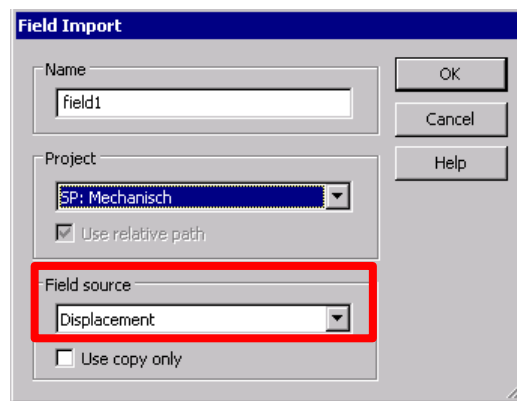 Field Import
Name
field1
OK
Cancel
Help
Project
SP: Mechanisch
Use relative path
Field source
Displacement
Use copy only